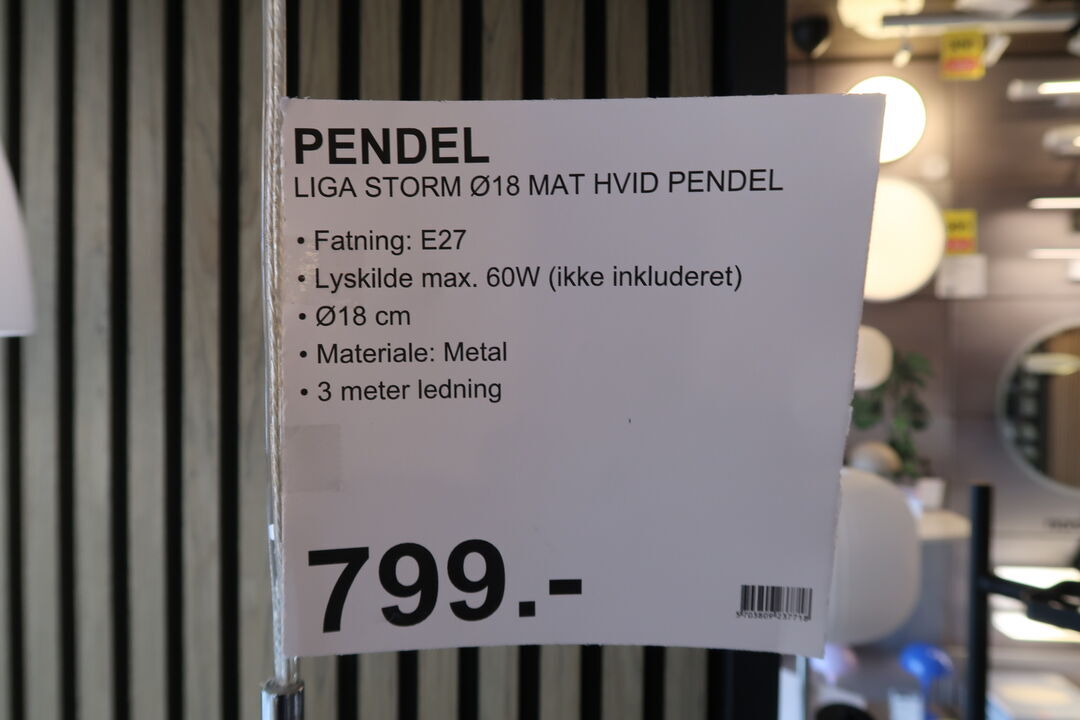 PENDEL
LIGA STORM Ø18 MAT HVID PENDEL
• Fatning: E27
• Lyskilde max. 60W (ikke inkluderet)
• Ø18 cm
• Materiale: Metal
• 3 meter ledning
799.-
5703809237718